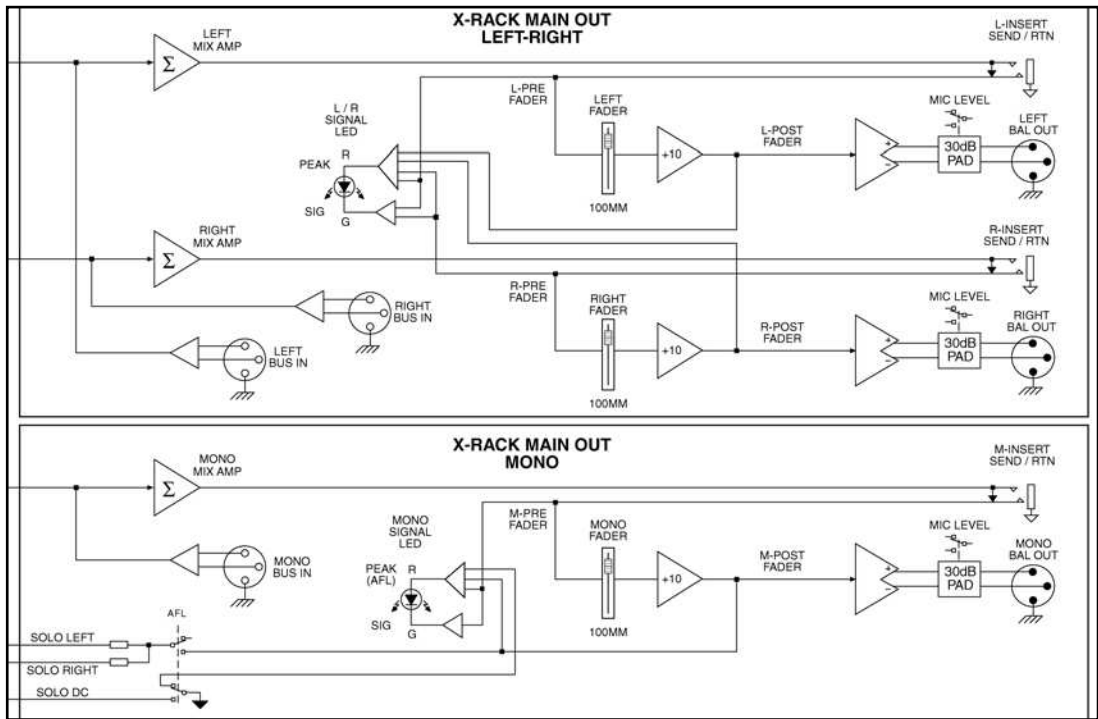 X-RACK MAIN OUT
LEFT-RIGHT
LEFT
MIX AMP
Σ
L-INSERT
SEND / RTN
L-PRE
FADER
LEFT
FADER
100MM
+10
L-POST
FADER
MIC LEVEL
+
−
30dB
PAD
LEFT
BAL OUT
L / R
SIGNAL
LED
PEAK
R
SIG
G
RIGHT
MIX AMP
Σ
R-INSERT
SEND / RTN
R-PRE
FADER
RIGHT
FADER
100MM
+10
R-POST
FADER
MIC LEVEL
+
−
30dB
PAD
RIGHT
BAL OUT
RIGHT
BUS IN
LEFT
BUS IN
X-RACK MAIN OUT
MONO
MONO
MIX AMP
Σ
M-INSERT
SEND / RTN
MONO
SIGNAL
LED
PEAK
(AFL)
R
SIG
G
M-PRE
FADER
MONO
FADER
100MM
+10
M-POST
FADER
MIC LEVEL
+
−
30dB
PAD
MONO
BAL OUT
MONO
BUS IN
AFL
SOLO LEFT
SOLO RIGHT
SOLO DC